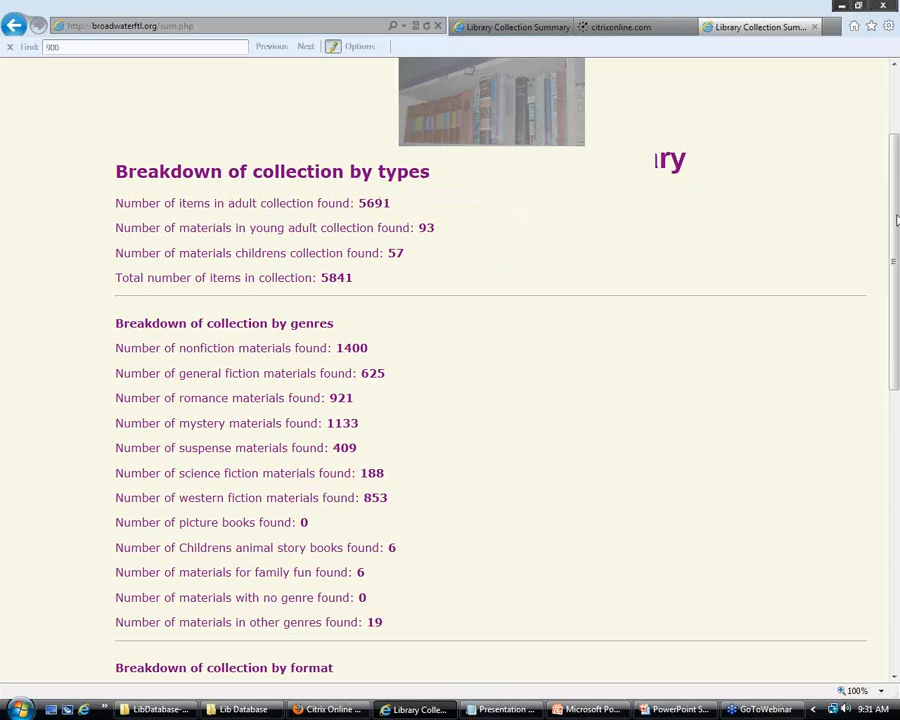 http://broadwaterftl.org/sum.php
Library Collection Summary
citrixonline.com
Library Collection Sum...
Find: 900
Previous Next Options
ry
Breakdown of collection by types
Number of items in adult collection found: 5691
Number of materials in young adult collection found: 93
Number of materials childrens collection found: 57
Total number of items in collection: 5841
Breakdown of collection by genres
Number of nonfiction materials found: 1400
Number of general fiction materials found: 625
Number of romance materials found: 921
Number of mystery materials found: 1133
Number of suspense materials found: 409
Number of science fiction materials found: 188
Number of western fiction materials found: 853
Number of picture books found: 0
Number of Childrens animal story books found: 6
Number of materials for family fun found: 6
Number of materials with no genre found: 0
Number of materials in other genres found: 19
Breakdown of collection by format
100%
LibDatabase-... Lib Database Citrix Online ... Library Collec... Presentation ... Microsoft Po... PowerPoint S... GoToWebinar 9:31 AM